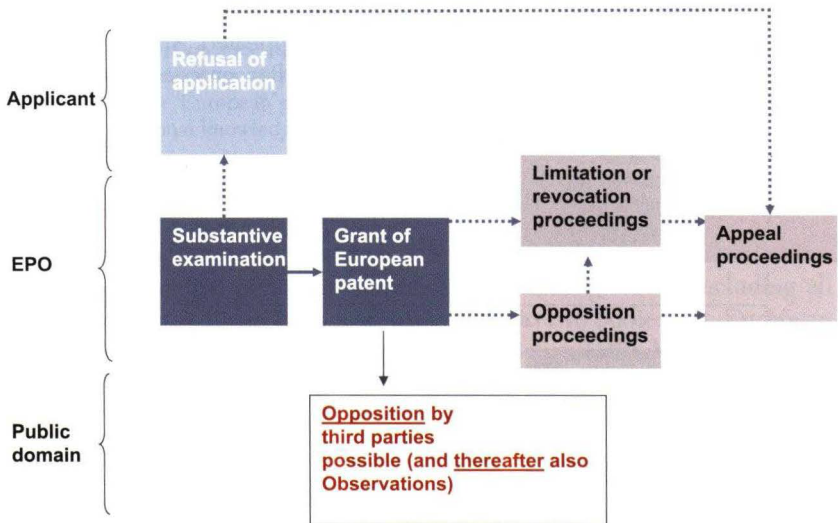 Refusal of
application
Applicant
Limitation or
revocation
proceedings
Substantive
examination
Grant of
European
patent
Appeal
proceedings
EPO
Opposition
proceedings
Opposition by
third parties
possible (and thereafter also
Observations)
Public
domain